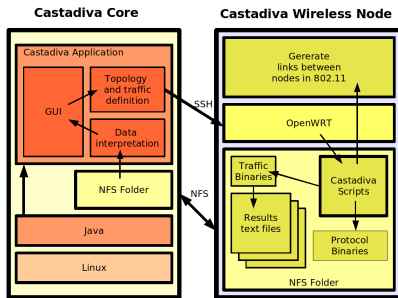 Castadiva Core
Castadiva Application
GUI
Topology
and traffic
definition
Data
interpretation
NFS Folder
Java
Linux
SSH
NFS
Castadiva Wireless Node
Gererate
links between
nodes in 802.11
OpenWRT
Traffic
Binaries
Castadiva
Scripts
Results
text files
Protocol
Binaries
NFS Folder